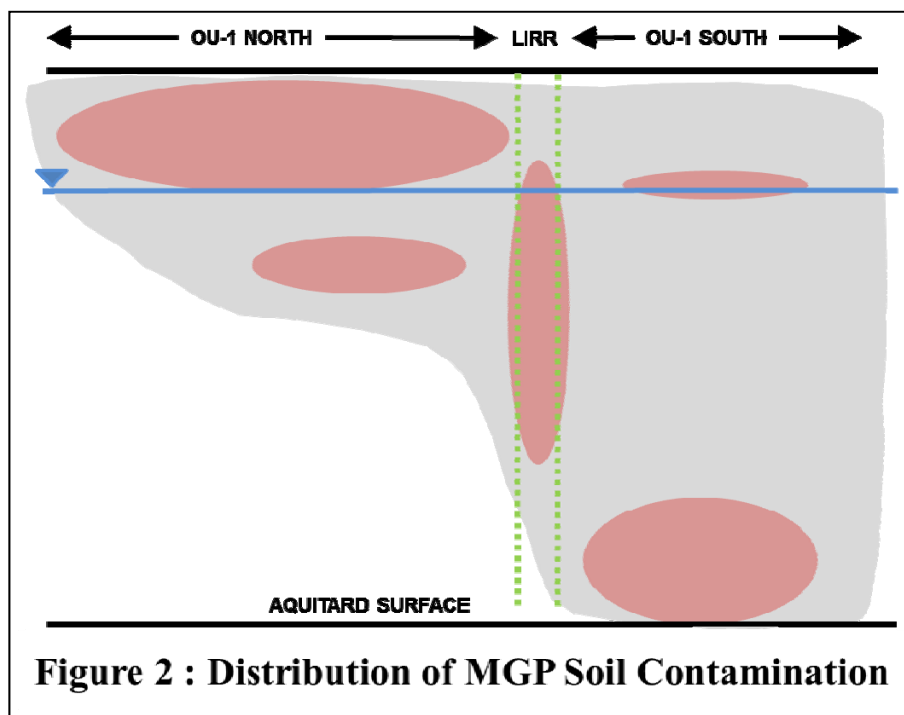 OU-1 NORTH LIRR OU-1 SOUTH
AQUITARD SURFACE
Figure 2 : Distribution of MGP Soil Contamination